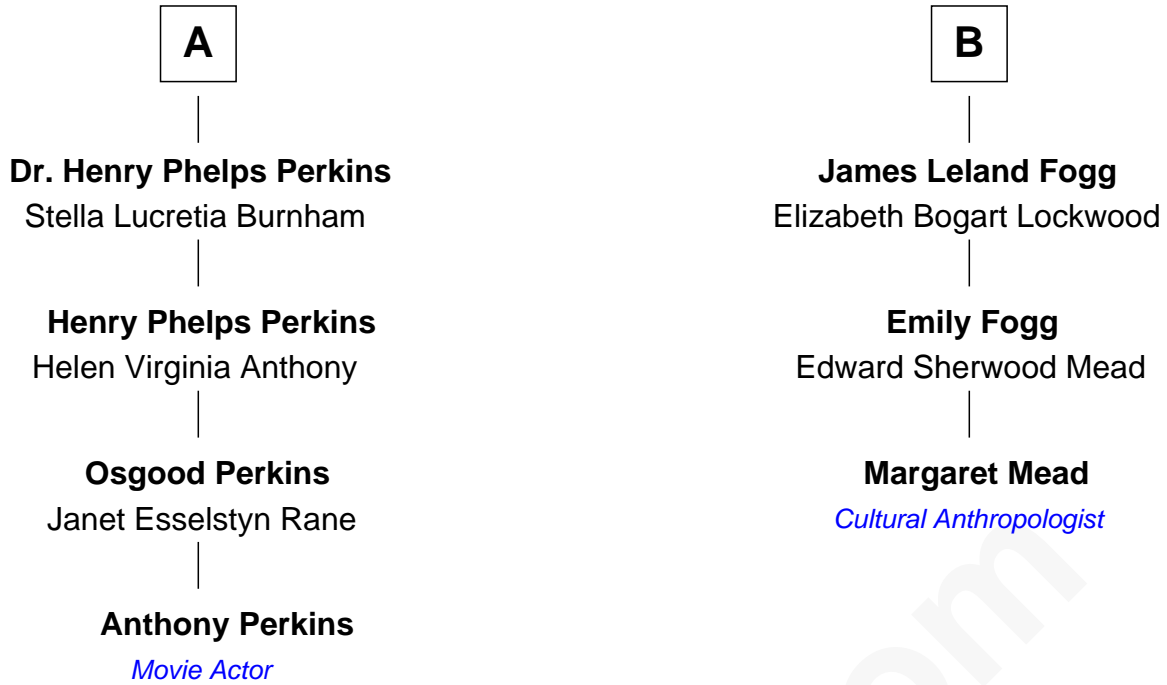 A
Dr. Henry Phelps Perkins
Stella Lucretia Burnham
Henry Phelps Perkins
Helen Virginia Anthony
Osgood Perkins
Janet Esselstyn Rane
Anthony Perkins
Movie Actor
B
James Leland Fogg
Elizabeth Bogart Lockwood
Emily Fogg
Edward Sherwood Mead
Margaret Mead
Cultural Anthropologist
om